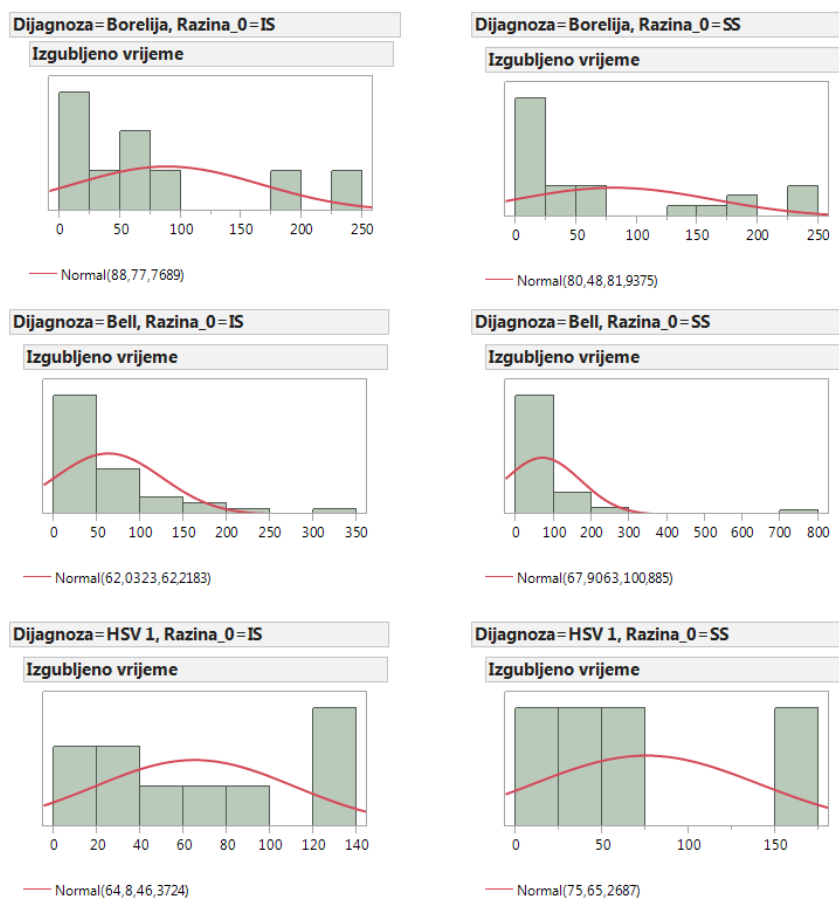 Dijagnoza=Borelija, Razina_0=IS
Izgubljeno vrijeme
0 50 100 150 200 250
Normal(88,77,7689)
Dijagnoza=Borelija, Razina_0=SS
Izgubljeno vrijeme
0 50 100 150 200 250
Normal(80,48,81,9375)
Dijagnoza=Bell, Razina_0=IS
Izgubljeno vrijeme
0 50 100 150 200 250 300 350
Normal(62,0323,62,2183)
Dijagnoza=Bell, Razina_0=SS
Izgubljeno vrijeme
0 100 200 300 400 500 600 700 800
Normal(67,9063,100,885)
Dijagnoza=HSV 1, Razina_0=IS
Izgubljeno vrijeme
0 20 40 60 80 100 120 140
Normal(64,8,46,3724)
Dijagnoza=HSV 1, Razina_0=SS
Izgubljeno vrijeme
0 50 100 150
Normal(75,65,2687)